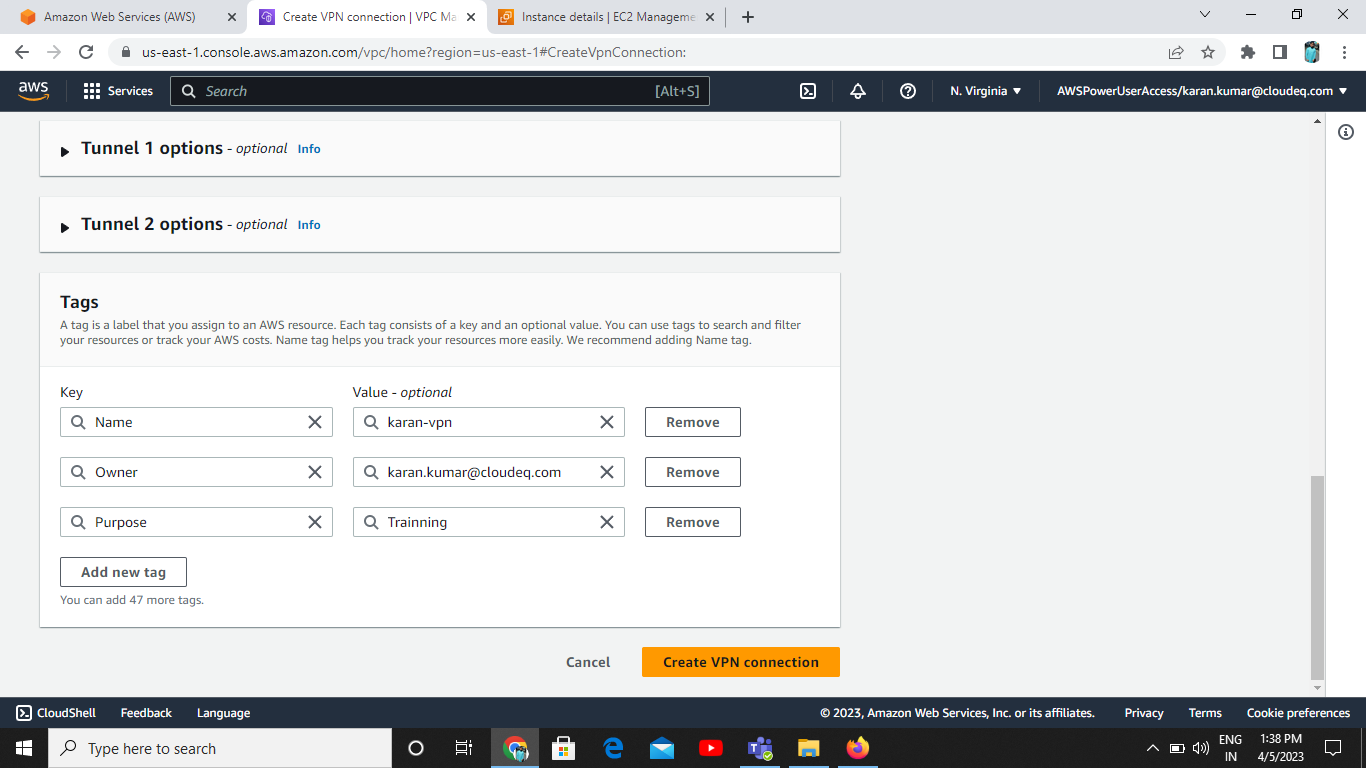 Amazon Web Services (AWS)
Create VPN connection | VPC Ma
Instance details | EC2 Manageme
us-east-1.console.aws.amazon.com/vpc/home?region=us-east-1#CreateVpnConnection:
aws
Services
Search
[Alt+S]
N. Virginia
AWSPowerUserAccess/karan.kumar@cloudeq.com
Tunnel 1 options - optional Info
Tunnel 2 options - optional Info
Tags
A tag is a label that you assign to an AWS resource. Each tag consists of a key and an optional value. You can use tags to search and filter
your resources or track your AWS costs. Name tag helps you track your resources more easily. We recommend adding Name tag.
Key
Value - optional
Name
karan-vpn
Remove
Owner
karan.kumar@cloudeq.com
Remove
Purpose
Trainning
Remove
Add new tag
You can add 47 more tags.
Cancel
Create VPN connection
CloudShell
Feedback
Language
© 2023, Amazon Web Services, Inc. or its affiliates.
Privacy
Terms
Cookie preferences
Type here to search
ENG
IN
1:38 PM
4/5/2023